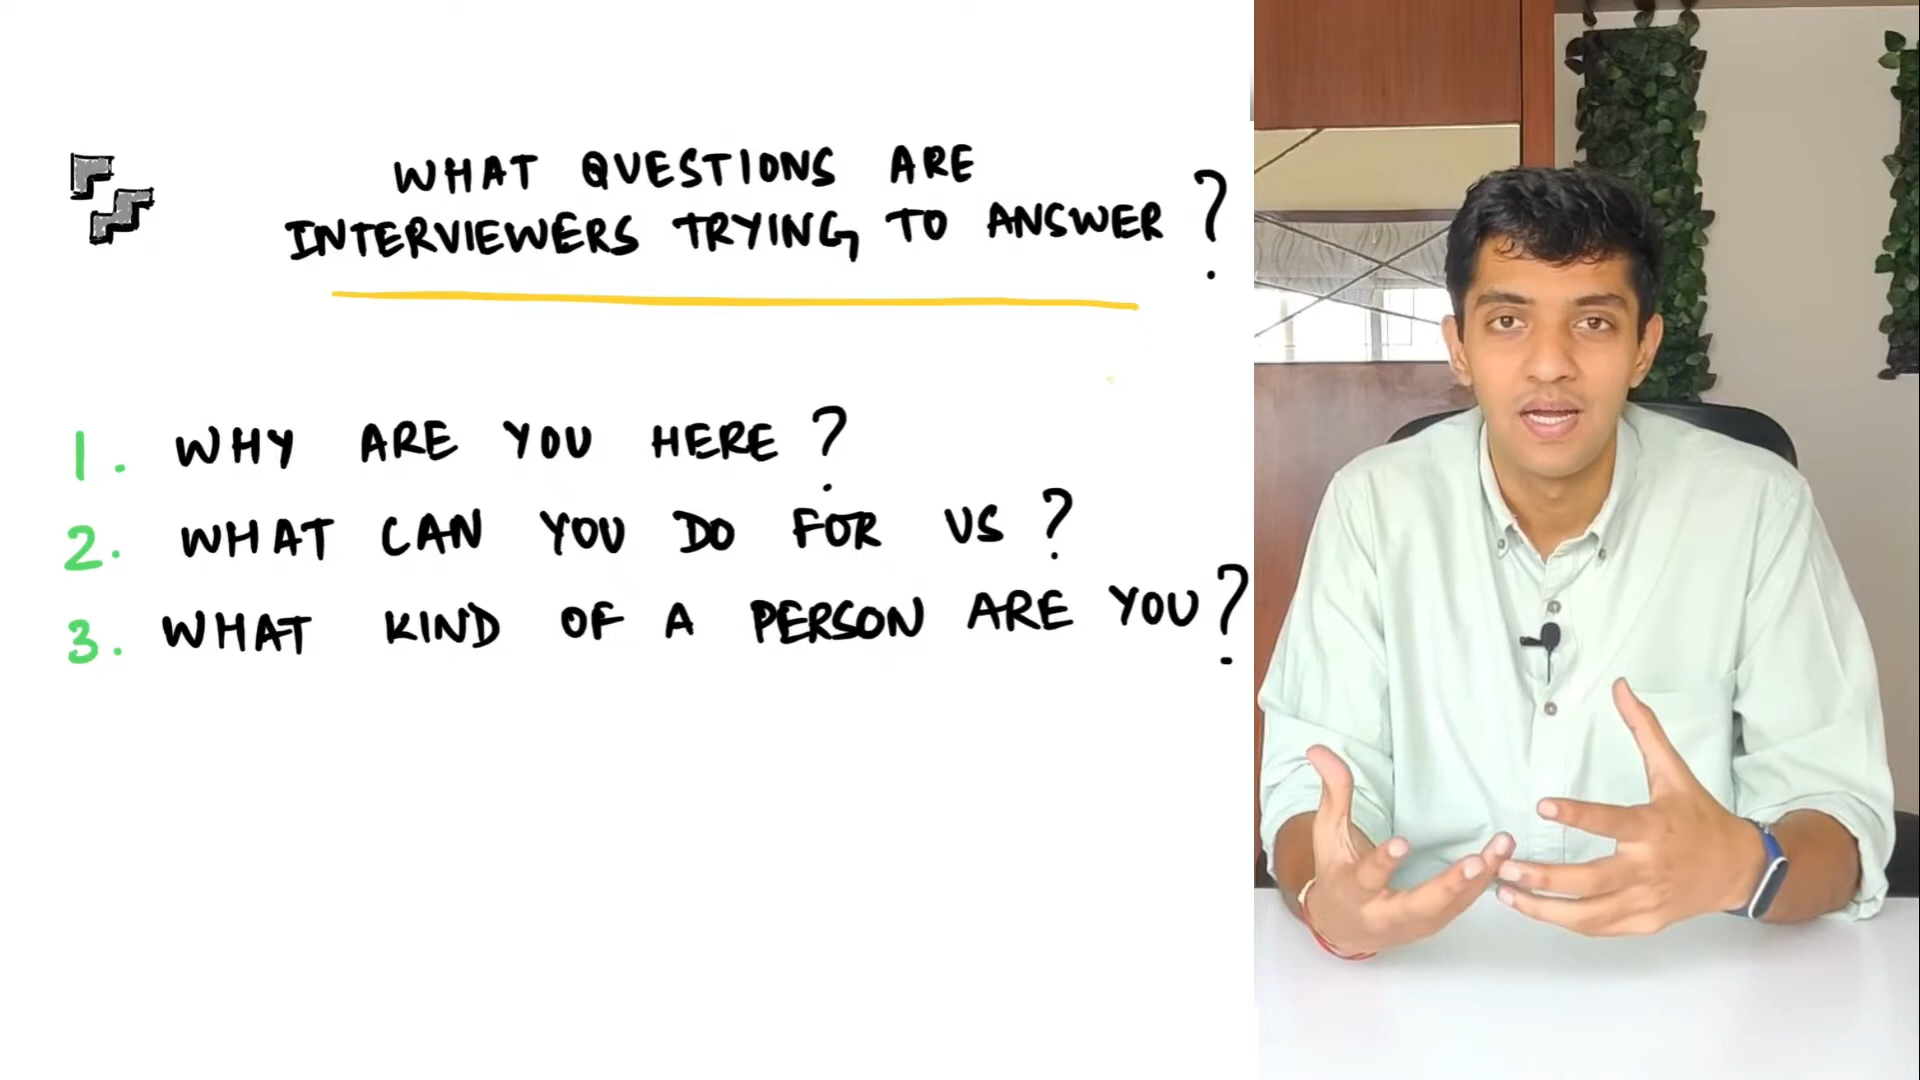 WHAT QUESTIONS ARE
INTERVIEWERS TRYING TO ANSWER?
1. WHY ARE YOU HERE?
2. WHAT CAN YOU DO FOR US?
3. WHAT KIND OF A PERSON ARE YOU?